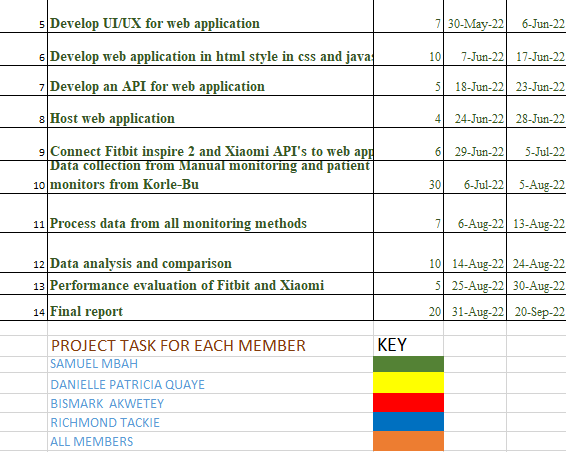 5 Develop UI/UX for web application 7 30-May-22 6-Jun-22
6 Develop web application in html style in css and javas 10 7-Jun-22 17-Jun-22
7 Develop an API for web application 5 18-Jun-22 23-Jun-22
8 Host web application 4 24-Jun-22 28-Jun-22
9 Connect Fitbit inspire 2 and Xiaomi API's to web app 6 29-Jun-22 5-Jul-22
Data collection from Manual monitoring and patient
10 monitors from Korle-Bu 30 6-Jul-22 5-Aug-22
11 Process data from all monitoring methods 7 6-Aug-22 13-Aug-22
12 Data analysis and comparison 10 14-Aug-22 24-Aug-22
13 Performance evaluation of Fitbit and Xiaomi 5 25-Aug-22 30-Aug-22
14 Final report 20 31-Aug-22 20-Sep-22
PROJECT TASK FOR EACH MEMBER KEY
SAMUEL MBAH
DANIELLE PATRICIA QUAYE
BISMARK AKWETEY
RICHMOND TACKIE
ALL MEMBERS